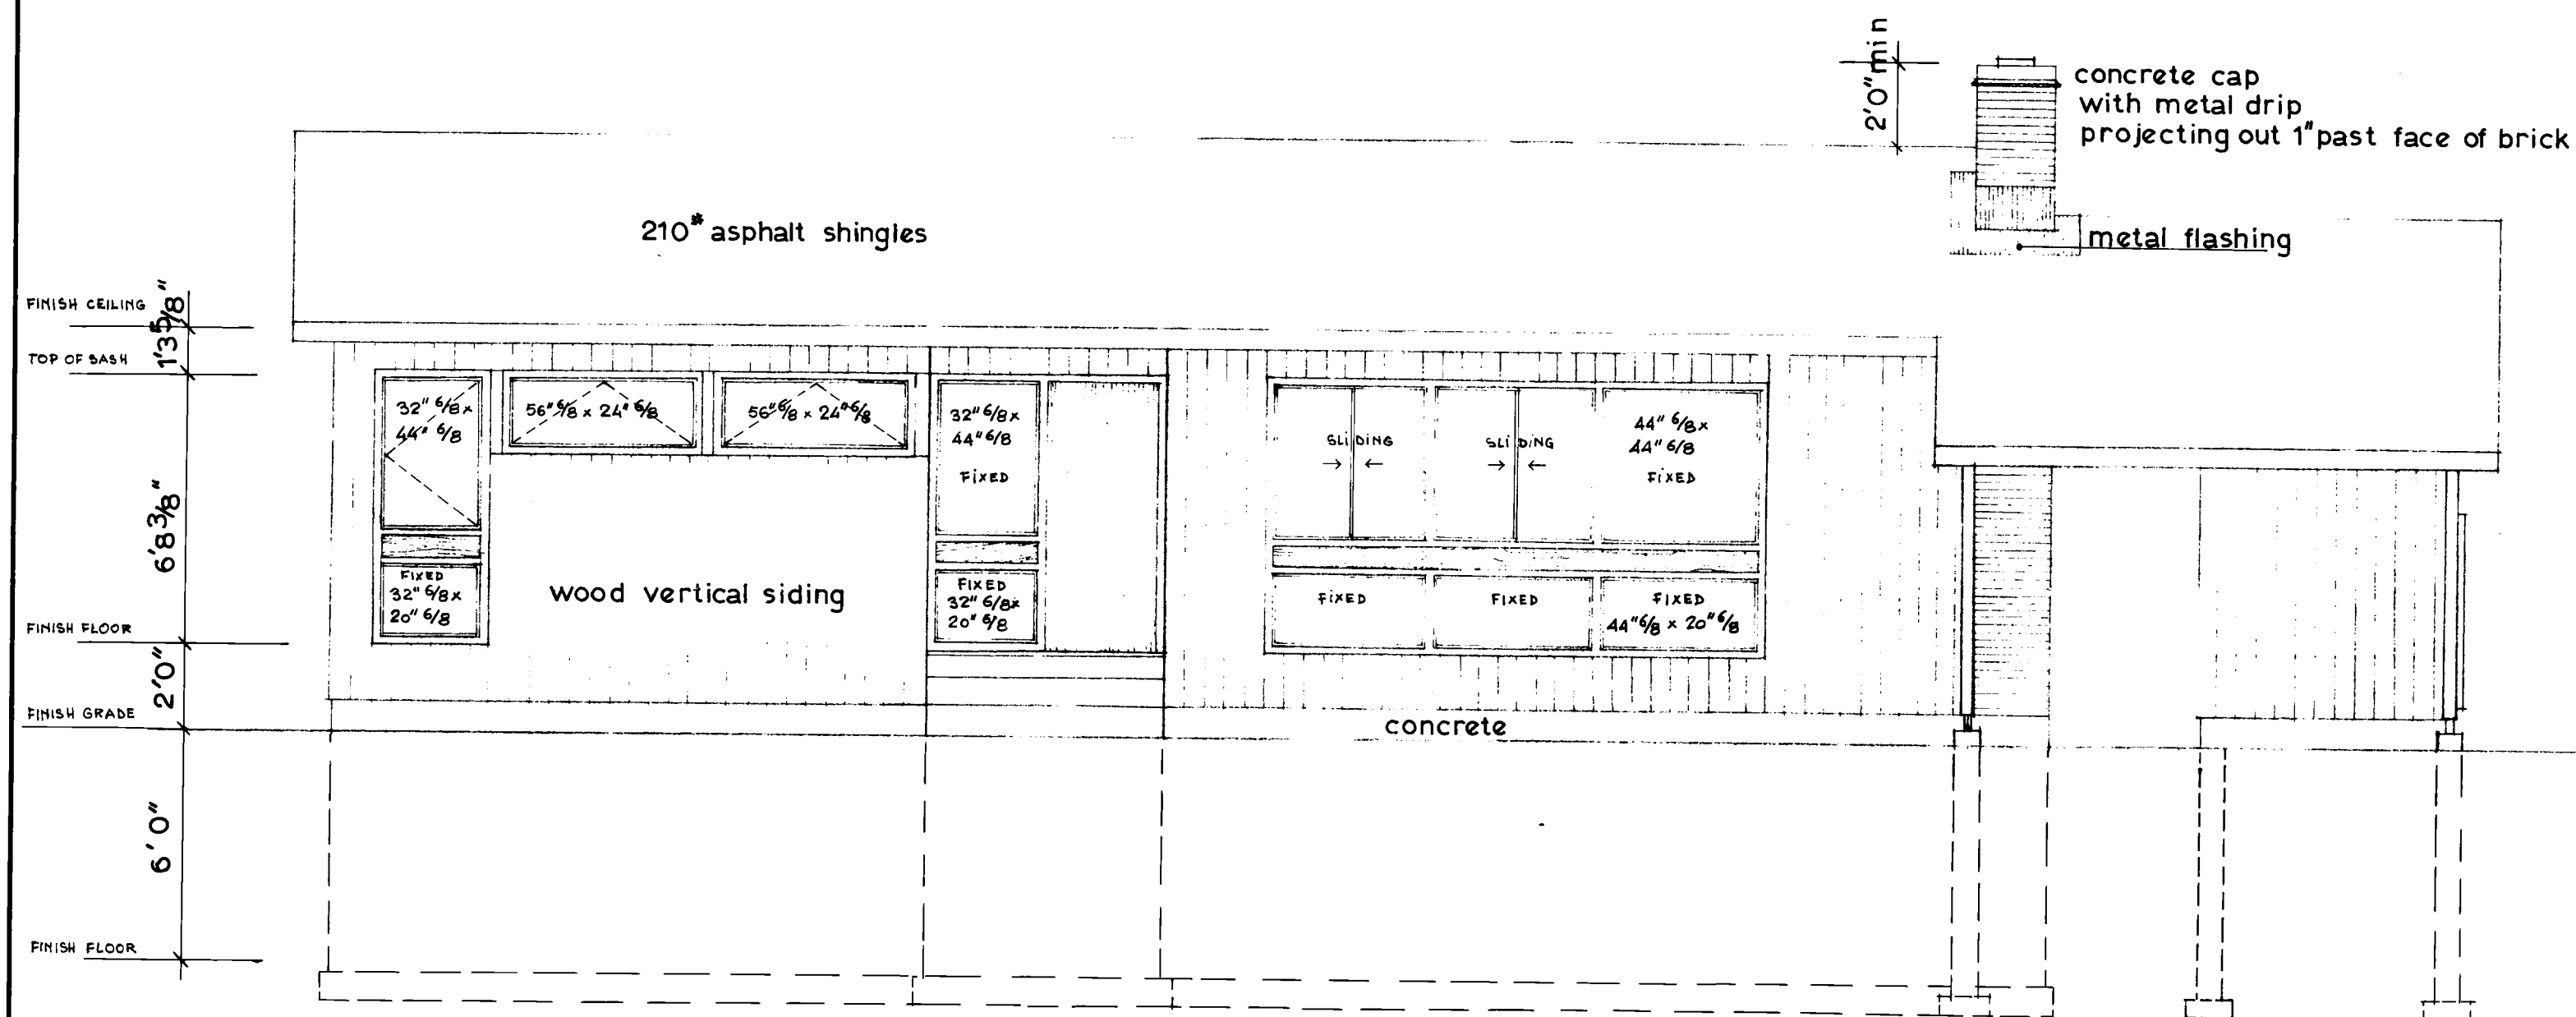 2'0" min
concrete cap
with metal drip
projecting out 1" past face of brick
210# asphalt shingles
metal flashing
FINISH CEILING
1'3 5/8"
TOP OF SASH
32" 6/8 x
44" 6/8
56" 6/8 x 24" 6/8
56" 6/8 x 24" 6/8
32" 6/8 x
44" 6/8
FIXED
SLIDING
→ ←
SLIDING
→ ←
44" 6/8 x
44" 6/8
FIXED
6'8 3/8"
FIXED
32" 6/8 x
20" 6/8
wood vertical siding
FIXED
32" 6/8 x
20" 6/8
FIXED
FIXED
FIXED
44" 6/8 x 20" 6/8
FINISH FLOOR
2'0"
FINISH GRADE
concrete
6'0"
FINISH FLOOR